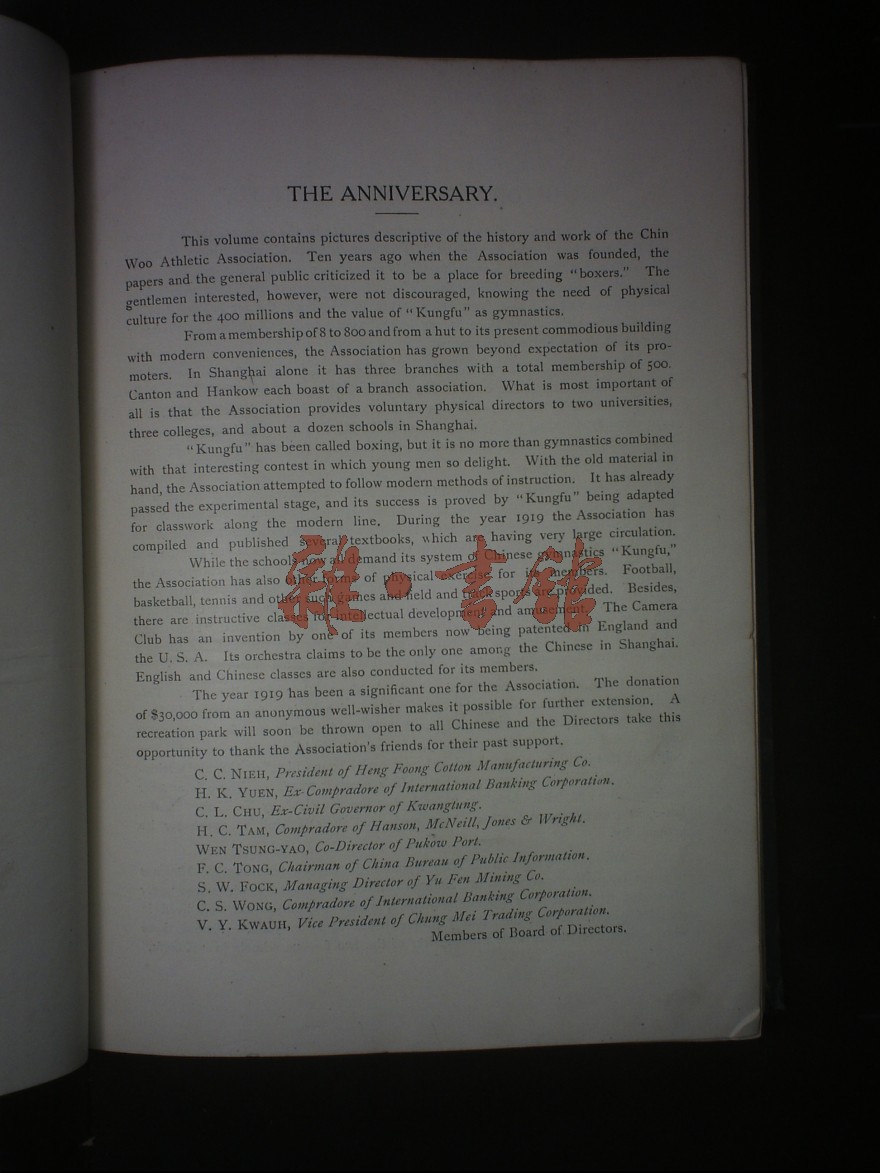 THE ANNIVERSARY.
This volume contains pictures descriptive of the history and work of the Chin
Woo Athletic Association. Ten years ago when the Association was founded, the
papers and the general public criticized it to be a place for breeding "boxers." The
gentlemen interested, however, were not discouraged, knowing the need of physical
culture for the 400 millions and the value of "Kungfu" as gymnastics.
From a membership of 8 to 800 and from a hut to its present commodious building
with modern conveniences, the Association has grown beyond expectation of its pro-
moters. In Shanghai alone it has three branches with a total membership of 500.
Canton and Hankow each boast of a branch association. What is most important of
all is that the Association provides voluntary physical directors to two universities,
three colleges, and about a dozen schools in Shanghai.
"Kungfu" has been called boxing, but it is no more than gymnastics combined
with that interesting contest in which young men so delight. With the old material in
hand, the Association attempted to follow modern methods of instruction. It has already
passed the experimental stage, and its success is proved by "Kungfu" being adapted
for classwork along the modern line. During the year 1919 the Association has
compiled and published several textbooks, which are having very large circulation.
While the schools now all demand its system of Chinese gymnastics "Kungfu,"
the Association has also other forms of physical exercise for its members. Football,
basketball, tennis and other such games and field and track sports are provided. Besides,
there are instructive classes for intellectual development and amusement. The Camera
Club has an invention by one of its members now being patented in England and
the U. S. A. Its orchestra claims to be the only one among the Chinese in Shanghai.
English and Chinese classes are also conducted for its members.
The year 1919 has been a significant one for the Association. The donation
of $30,000 from an anonymous well-wisher makes it possible for further extension. A
recreation park will soon be thrown open to all Chinese and the Directors take this
opportunity to thank the Association's friends for their past support.
C. C. NIEH, President of Heng Foong Cotton Manufacturing Co.
H. K. YUEN, Ex-Compradore of International Banking Corporation.
C. L. CHU, Ex-Civil Governor of Kwangtung.
H. C. TAM, Compradore of Hanson, McNeill, Jones & Wright.
WEN TSUNG-YAO, Co-Director of Pukow Port.
F. C. TONG, Chairman of China Bureau of Public Information.
S. W. FOCK, Managing Director of Yu Fen Mining Co.
C. S. WONG, Compradore of International Banking Corporation.
V. Y. KWAUH, Vice President of Chung Mei Trading Corporation.
Members of Board of Directors.
雜·書館